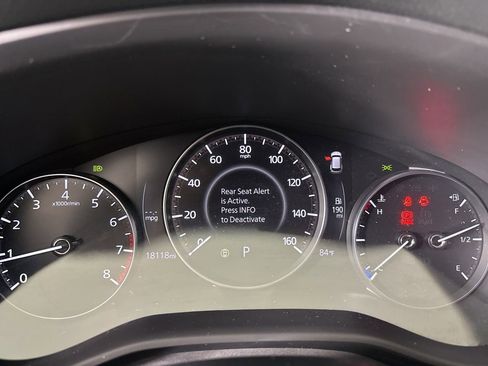 80
mph
60
100
40
120
20
140
0
160
Rear Seat Alert
is Active.
Press INFO
to Deactivate
P
4
x1000r/min
3
5
2
6
1
7
0
8
--- mpg
18118mi
190
mi
84°F
H
F
C
1/2
E